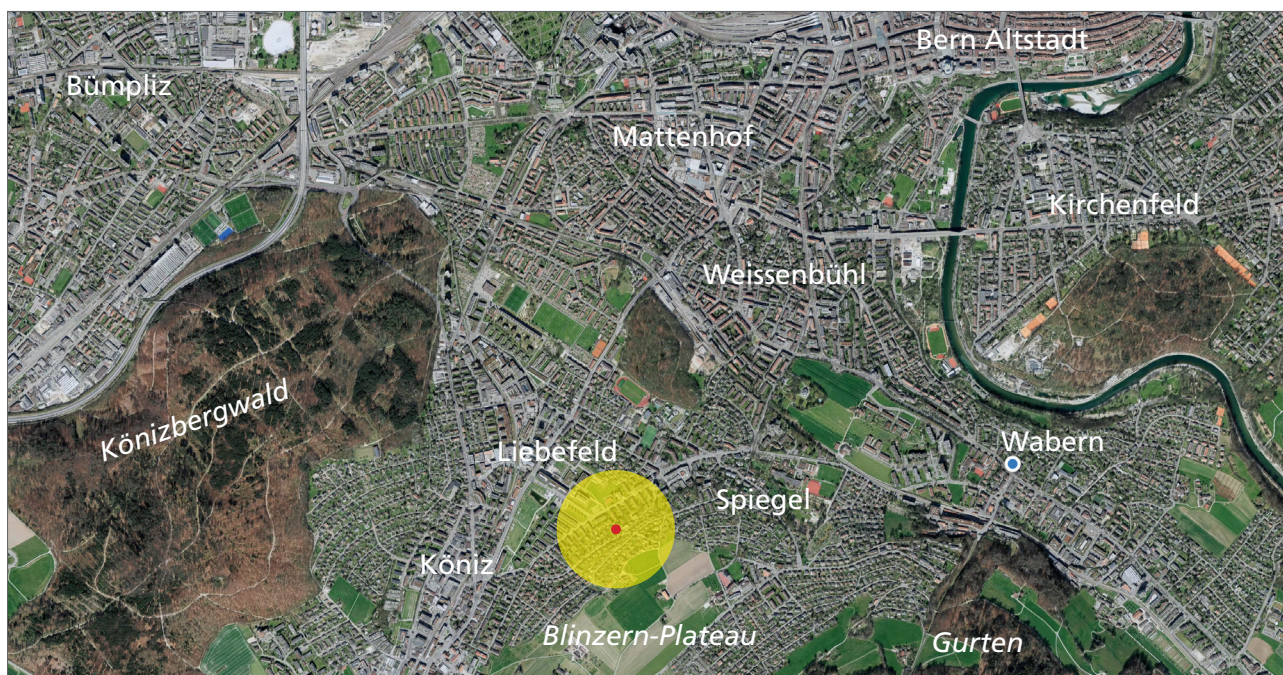 Bern Altstadt
Bümpliz
Mattenhof
Kirchenfeld
Weissenbühl
Könizbergwald
Liebefeld
Wabern
Spiegel
Köniz
Blinzern-Plateau
Gurten